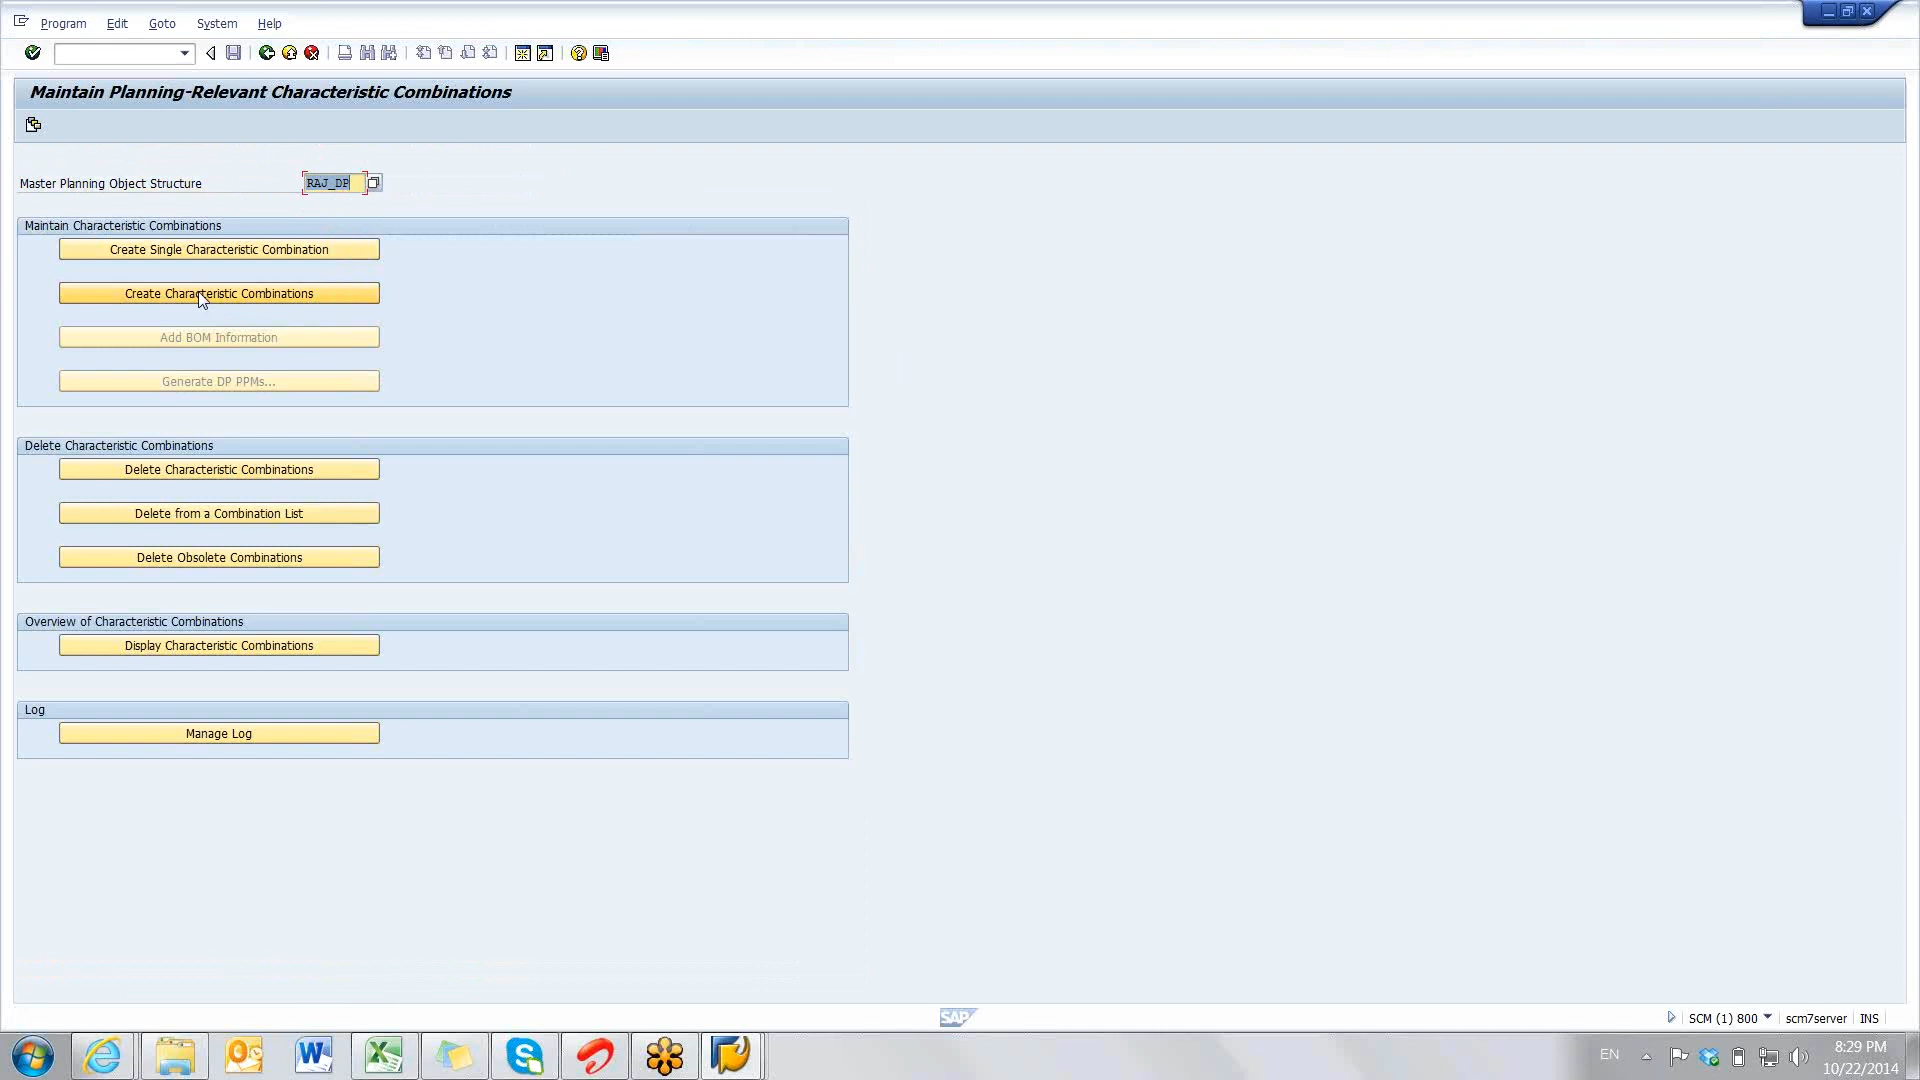 Program Edit Goto System Help
Maintain Planning-Relevant Characteristic Combinations
Master Planning Object Structure RAJ_DP
Maintain Characteristic Combinations
Create Single Characteristic Combination
Create Characteristic Combinations
Add BOM Information
Generate DP PPMs...
Delete Characteristic Combinations
Delete Characteristic Combinations
Delete from a Combination List
Delete Obsolete Combinations
Overview of Characteristic Combinations
Display Characteristic Combinations
Log
Manage Log
SAP
SCM (1) 800 scm7server INS
EN
8:29 PM
10/22/2014